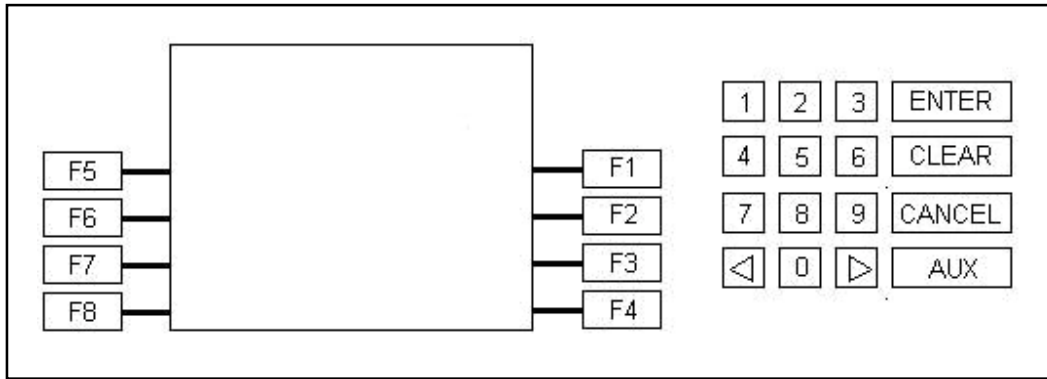 1 2 3 ENTER
F5 F1 4 5 6 CLEAR
F6 F2 7 8 9 CANCEL
F7 F3 0 AUX
F8 F4